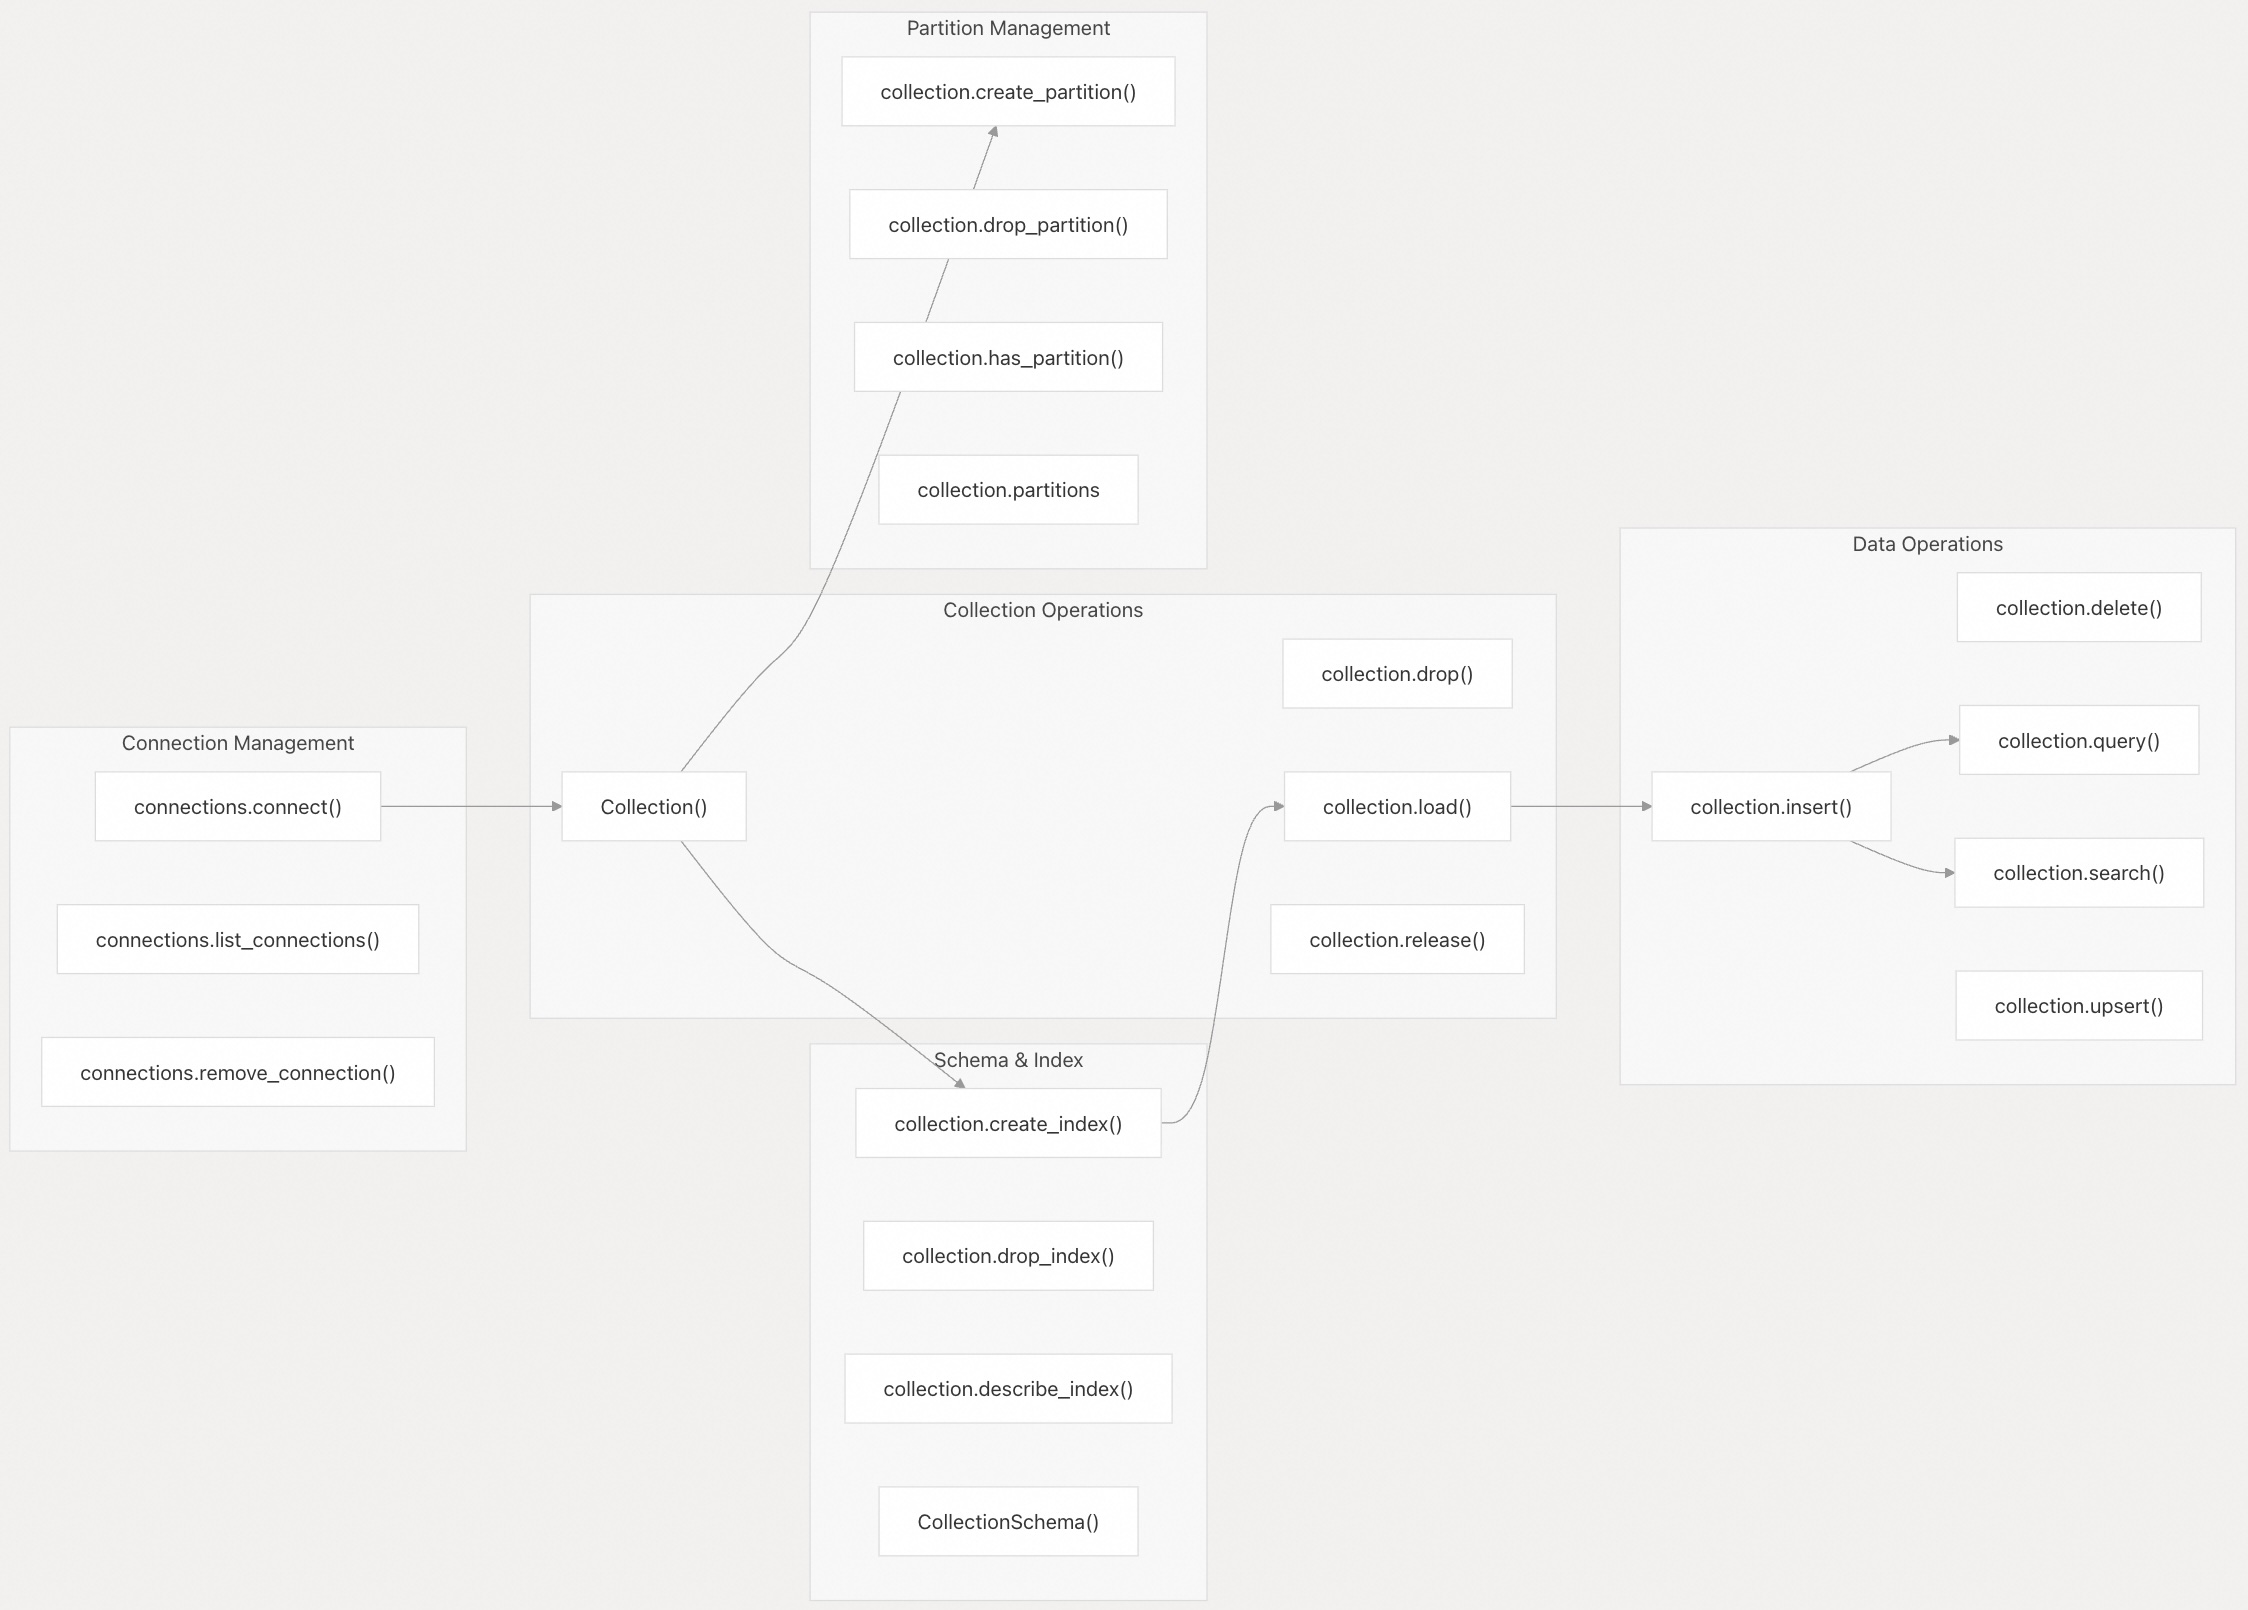 Partition Management
collection.create_partition()
collection.drop_partition()
collection.has_partition()
collection.partitions
Collection Operations
collection.drop()
Collection()
collection.load()
collection.release()
Data Operations
collection.delete()
collection.query()
collection.insert()
collection.search()
collection.upsert()
Connection Management
connections.connect()
connections.list_connections()
connections.remove_connection()
Schema & Index
collection.create_index()
collection.drop_index()
collection.describe_index()
CollectionSchema()